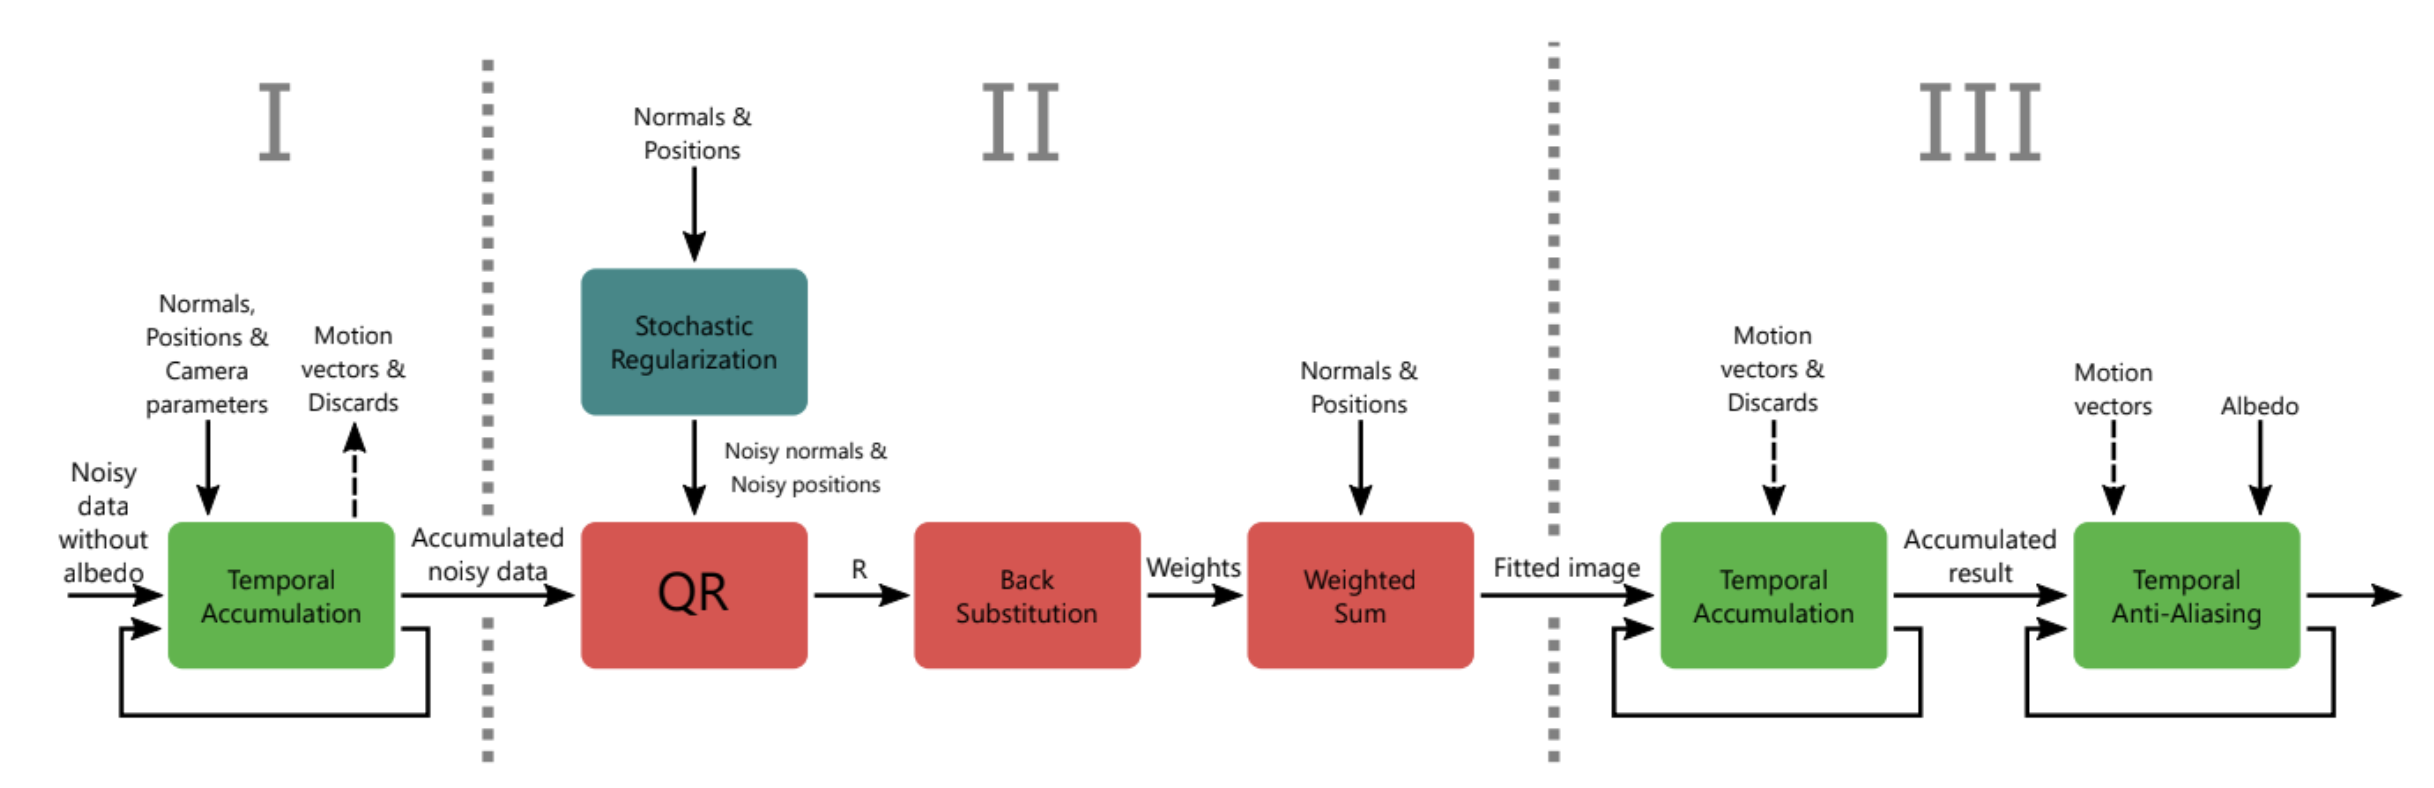 I
II
III
Normals,
Positions &
Camera
parameters
Motion
vectors &
Discards
Noisy
data
without
albedo
Temporal
Accumulation
Accumulated
noisy data
Normals &
Positions
Stochastic
Regularization
Noisy normals &
Noisy positions
QR
R
Back
Substitution
Weights
Normals &
Positions
Weighted
Sum
Fitted image
Motion
vectors &
Discards
Temporal
Accumulation
Accumulated
result
Motion
vectors
Albedo
Temporal
Anti-Aliasing